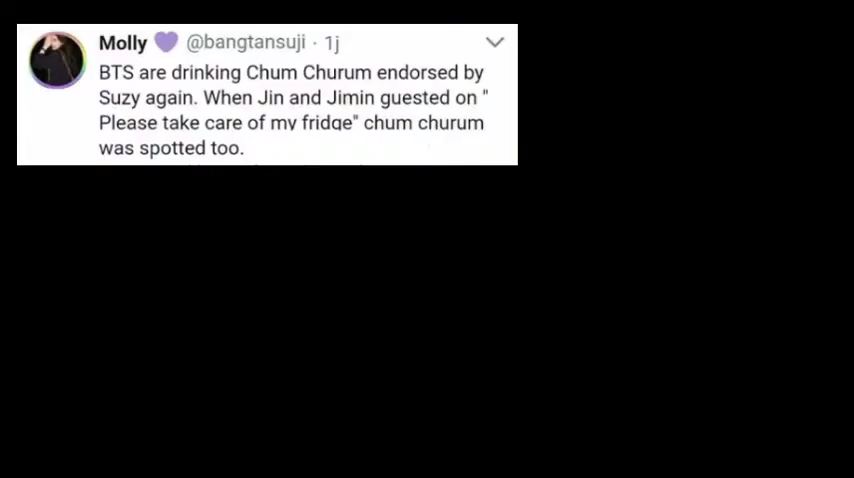 Molly 💜 @bangtansuji · 1j
BTS are drinking Chum Churum endorsed by
Suzy again. When Jin and Jimin guested on "
Please take care of my fridge" chum churum
was spotted too.